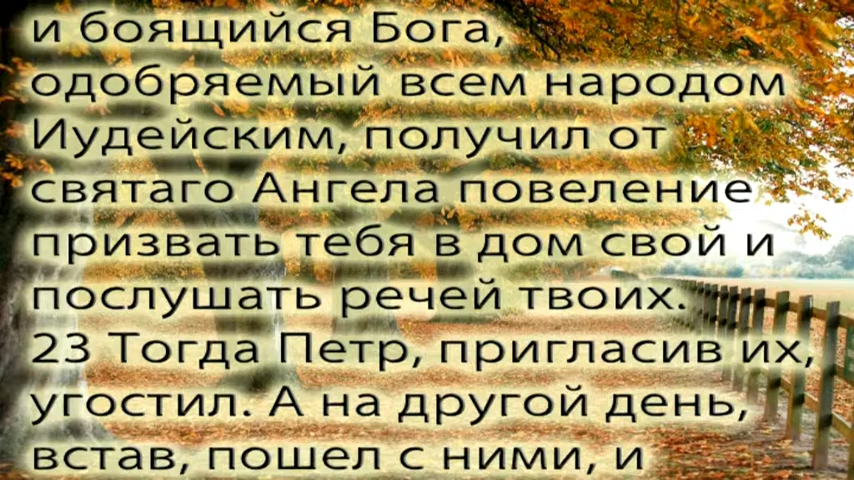 и боящийся Бога,
одобряемый всем народом
Иудейским, получил от
святаго Ангела повеление
призвать тебя в дом свой и
послушать речей твоих.
23 Тогда Петр, пригласив их,
угостил. А на другой день,
встав, пошел с ними, и